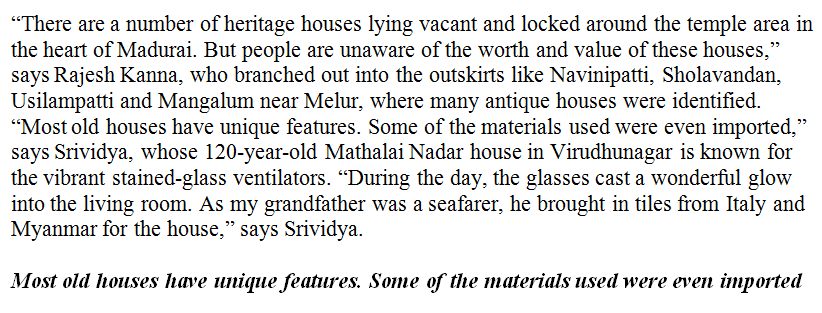 “There are a number of heritage houses lying vacant and locked around the temple area in
the heart of Madurai. But people are unaware of the worth and value of these houses,”
says Rajesh Kanna, who branched out into the outskirts like Navinipatti, Sholavandan,
Usilampatti and Mangalum near Melur, where many antique houses were identified.
“Most old houses have unique features. Some of the materials used were even imported,”
says Srividya, whose 120-year-old Mathalai Nadar house in Virudhunagar is known for
the vibrant stained-glass ventilators. “During the day, the glasses cast a wonderful glow
into the living room. As my grandfather was a seafarer, he brought in tiles from Italy and
Myanmar for the house,” says Srividya.
Most old houses have unique features. Some of the materials used were even imported